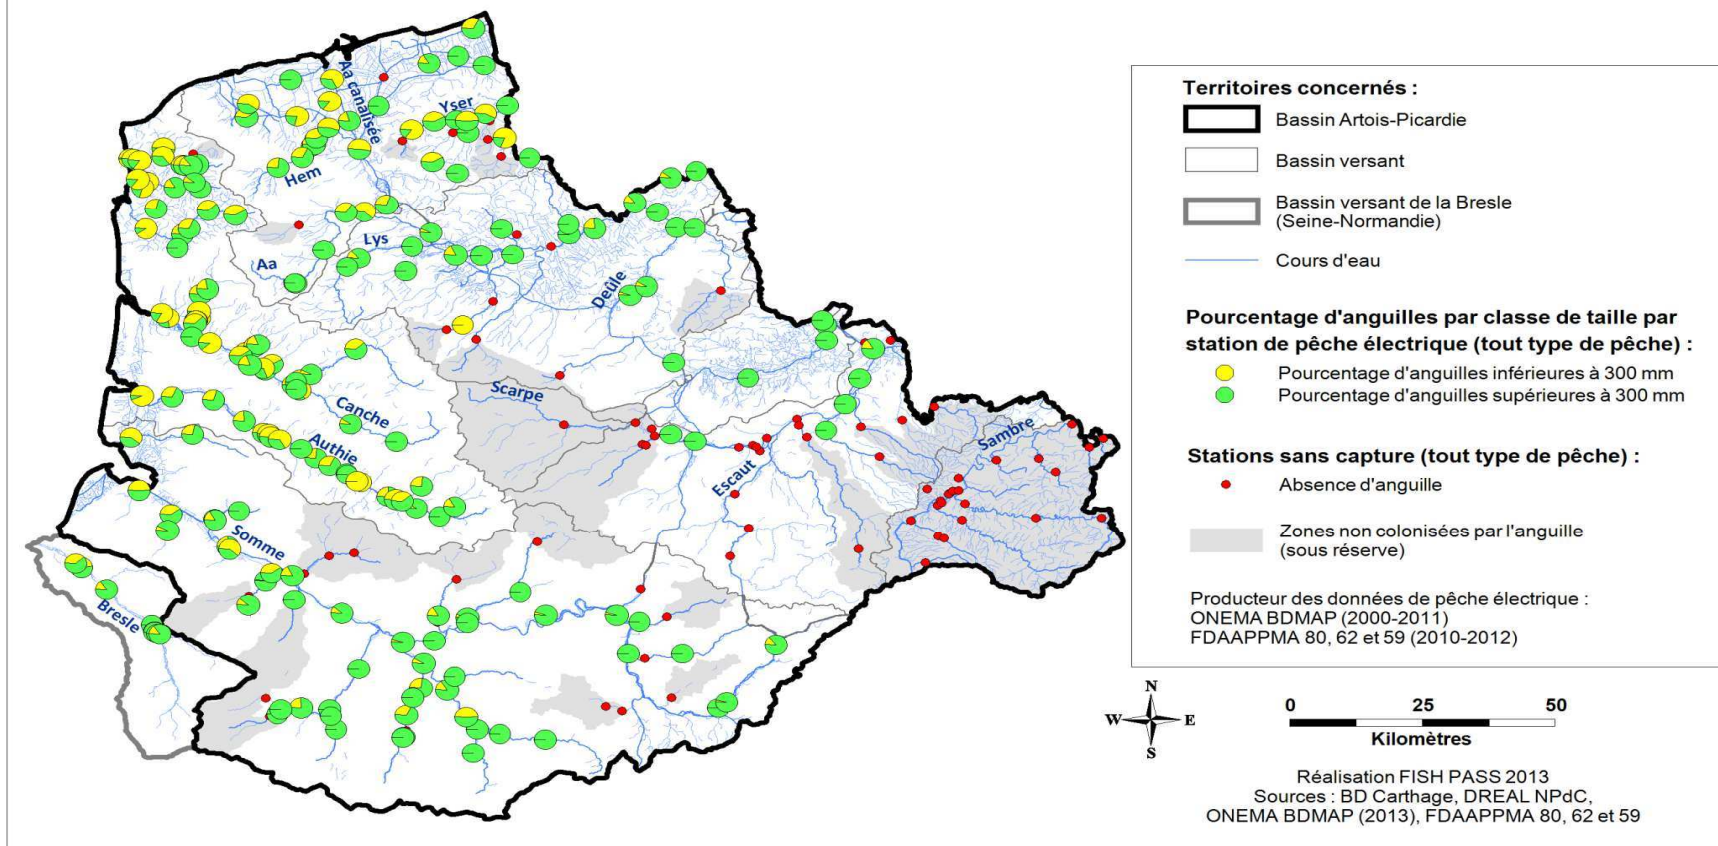 Aa canalisée
Yser
Hem
Lys
Aa
Deûle
Scarpe
Canche
Authie
Sambre
Escaut
Somme
Bresle
Territoires concernés :
Bassin Artois-Picardie
Bassin versant
Bassin versant de la Bresle
(Seine-Normandie)
Cours d'eau
Pourcentage d'anguilles par classe de taille par
station de pêche électrique (tout type de pêche) :
Pourcentage d'anguilles inférieures à 300 mm
Pourcentage d'anguilles supérieures à 300 mm
Stations sans capture (tout type de pêche) :
Absence d'anguille
Zones non colonisées par l'anguille
(sous réserve)
Producteur des données de pêche électrique :
ONEMA BDMAP (2000-2011)
FDAAPPMA 80, 62 et 59 (2010-2012)
N
W E
S
0 25 50
Kilomètres
Réalisation FISH PASS 2013
Sources : BD Carthage, DREAL NPdC,
ONEMA BDMAP (2013), FDAAPPMA 80, 62 et 59